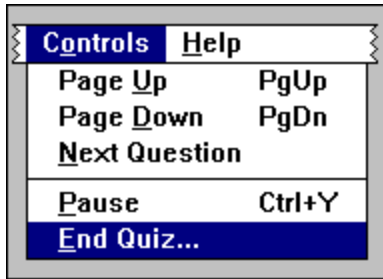 Controls Help
Page Up PgUp
Page Down PgDn
Next Question
Pause Ctrl+Y
End Quiz...